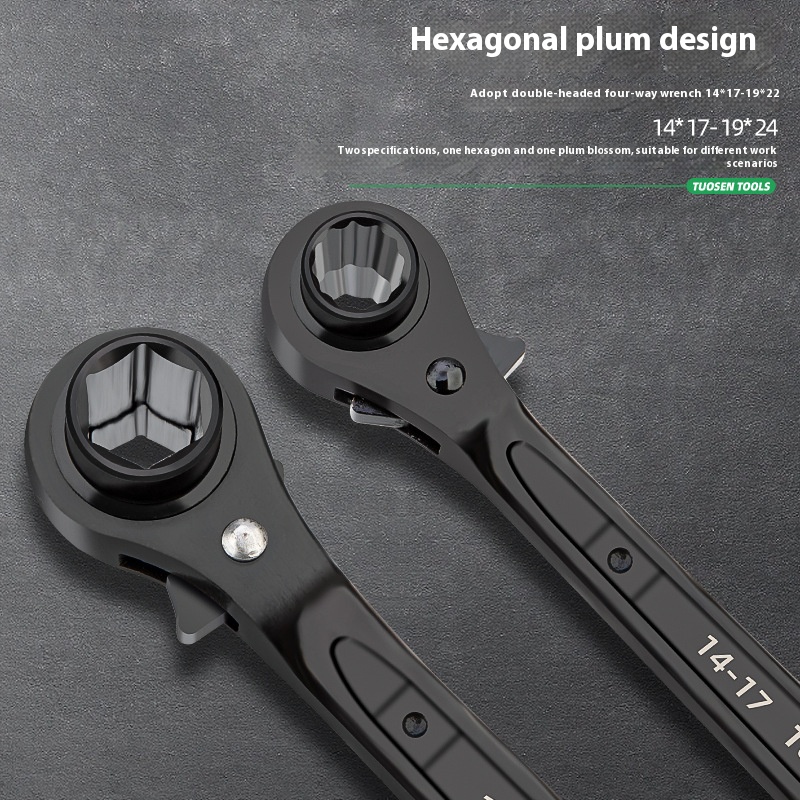 Hexagonal plum design
Adopt double-headed four-way wrench 14*17-19*22
14*17-19*24
Two specifications, one hexagon and one plum blossom, suitable for different work
scenarios
TUOSEN TOOLS
14-17